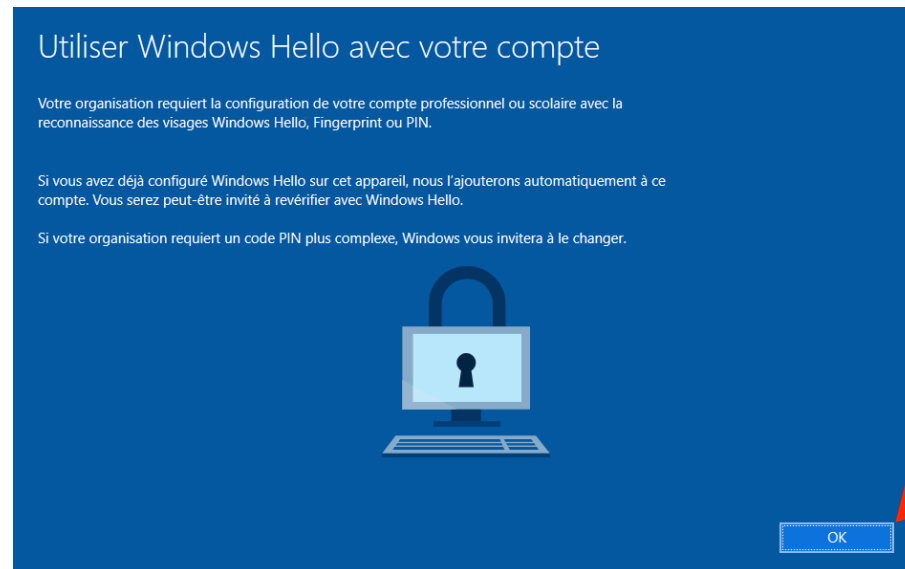 Utiliser Windows Hello avec votre compte
Votre organisation requiert la configuration de votre compte professionnel ou scolaire avec la
reconnaissance des visages Windows Hello, Fingerprint ou PIN.
Si vous avez déjà configuré Windows Hello sur cet appareil, nous l'ajouterons automatiquement à ce
compte. Vous serez peut-être invité à revérifier avec Windows Hello.
Si votre organisation requiert un code PIN plus complexe, Windows vous invitera à le changer.
OK